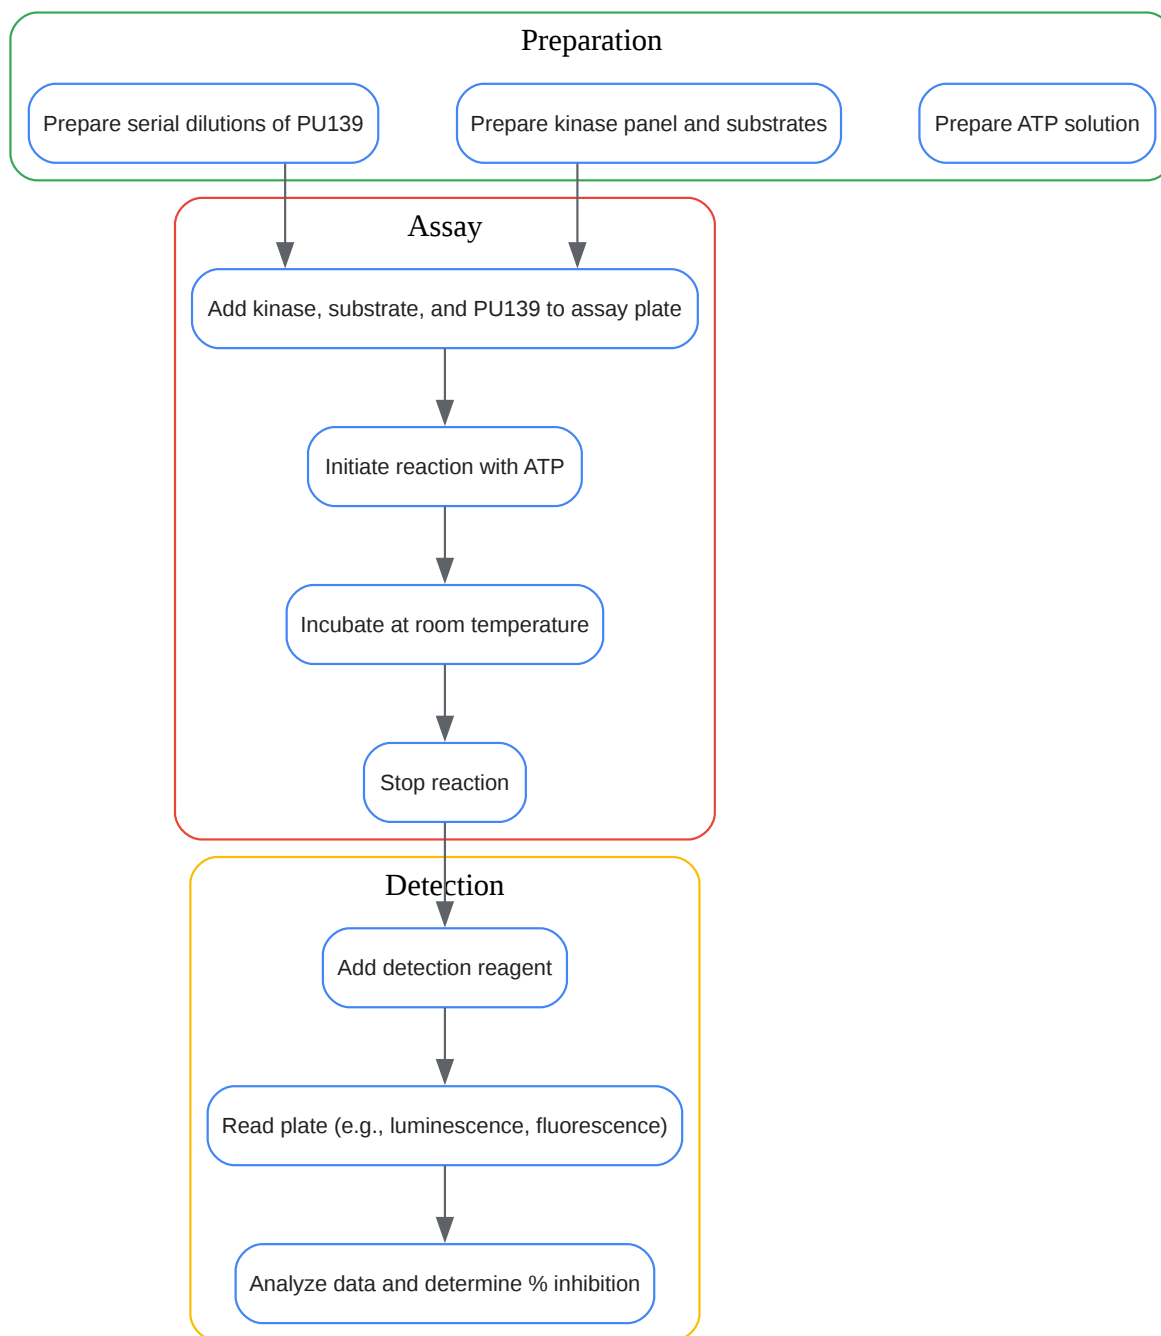 Preparation
Prepare serial dilutions of PU139
Prepare kinase panel and substrates
Prepare ATP solution
Assay
Add kinase, substrate, and PU139 to assay plate
Initiate reaction with ATP
Incubate at room temperature
Stop reaction
Detection
Add detection reagent
Read plate (e.g., luminescence, fluorescence)
Analyze data and determine % inhibition